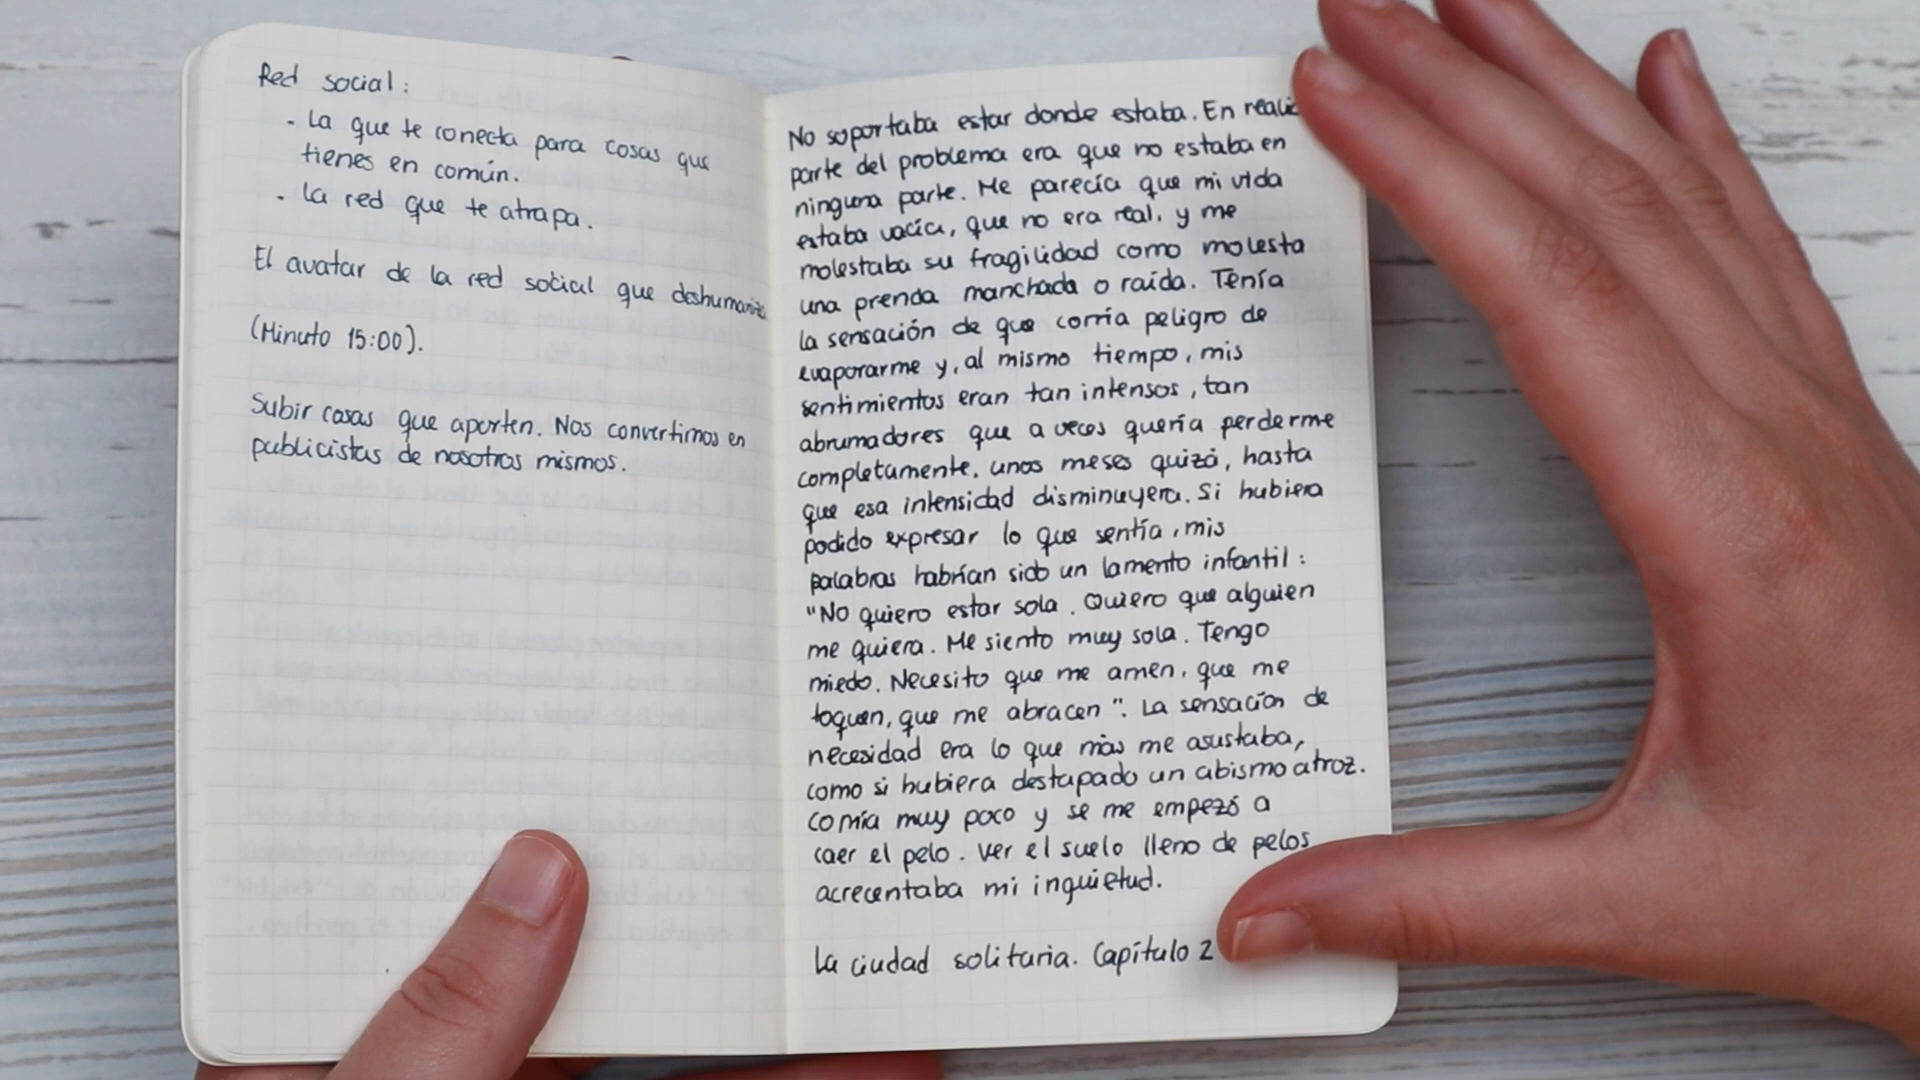 Red social:
- La que te conecta para cosas que
tienes en común.
- La red que te atrapa.
El avatar de la red social que deshumaniza
(Minuto 15:00).
Subir cosas que aporten. Nos convertimos en
publicistas de nosotros mismos.
No soportaba estar donde estaba. En
parte del problema era que no estaba en
ninguna parte. Me parecía que mi vida
estaba vacía, que no era real, y me
molestaba su fragilidad como molesta
una prenda manchada o raída. Tenía
la sensación de que corría peligro de
evaporarme y, al mismo tiempo, mis
sentimientos eran tan intensos, tan
abrumadores que a veces quería perderme
completamente, unos meses quizá, hasta
que esa intensidad disminuyera. Si hubiera
podido expresar lo que sentía, mis
palabras habrían sido un lamento infantil:
"No quiero estar sola. Quiero que alguien
me quiera. Me siento muy sola. Tengo
miedo. Necesito que me amen, que me
toquen, que me abracen". La sensación de
necesidad era lo que más me asustaba,
como si hubiera destapado un abismo atroz.
Comía muy poco y se me empezó a
caer el pelo. Ver el suelo lleno de pelos
acrecentaba mi inquietud.
La ciudad solitaria. Capítulo 2